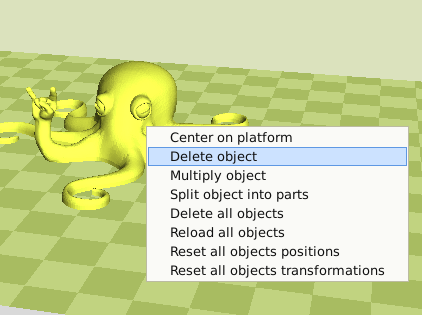 Center on platform
Delete object
Multiply object
Split object into parts
Delete all objects
Reload all objects
Reset all objects positions
Reset all objects transformations